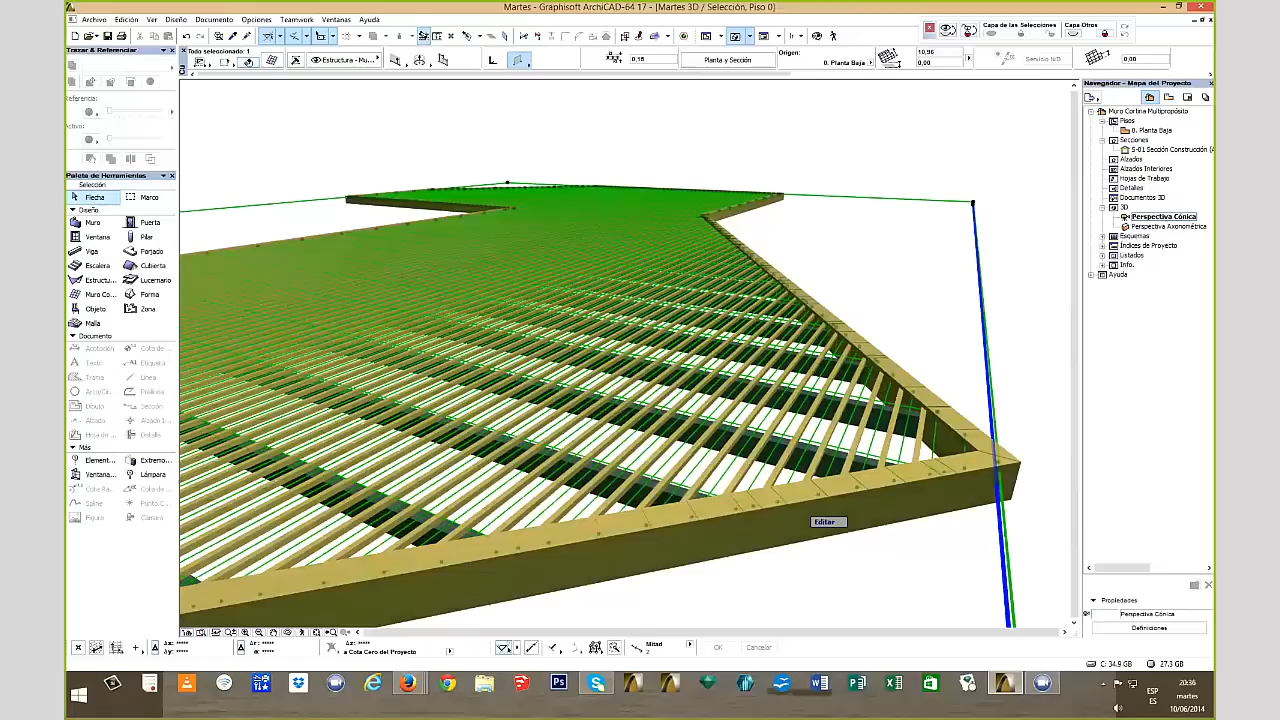 Martes - Graphisoft ArchiCAD-64 17 - [Martes 3D / Selección, Piso 0]
Archivo Edición Ver Diseño Documento Opciones Teamwork Ventanas Ayuda
Capa de las Selecciones Capa Otros
Trazar & Referenciar
Todo seleccionado: 1
Estructura - Mu...
0,15
Planta y Sección
Origen:
0. Planta Baja
10,96
0,00
Servicio N/D
0,00
Referencia:
Activo:
Paleta de Herramientas
Selección
Flecha Marco
Diseño
Muro Puerta
Ventana Pilar
Viga Forjado
Escalera Cubierta
Estructu... Lucernario
Muro Co... Forma
Objeto Zona
Malla
Documento
Acotación Cota de ...
Texto Etiqueta
Trama Línea
Arco/Cír... Polilínea
Dibujo Sección
Alzado Alzado I...
Hoja de ... Detalle
Más
Element... Extremo...
Ventana... Lámpara
Cota Ra... Cota de ...
Spline Punto C...
Figura Cámara
Editar
Navegador - Mapa del Proyecto
Muro Cortina Multipropósito
Pisos
0. Planta Baja
Secciones
S-01 Sección Construcción (A
Alzados
Alzados Interiores
Hojas de Trabajo
Detalles
Documentos 3D
3D
Perspectiva Cónica
Perspectiva Axonométrica
Esquemas
Índices de Proyecto
Listados
Info.
Ayuda
Propiedades
Perspectiva Cónica
Definiciones
Δx: *****
Δy: *****
Δr: *****
α: *****
a Cota Cero del Proyecto
Mitad
2
OK Cancelar
C: 34.9 GB 27.3 GB
ESP
ES
20:36
martes
10/06/2014